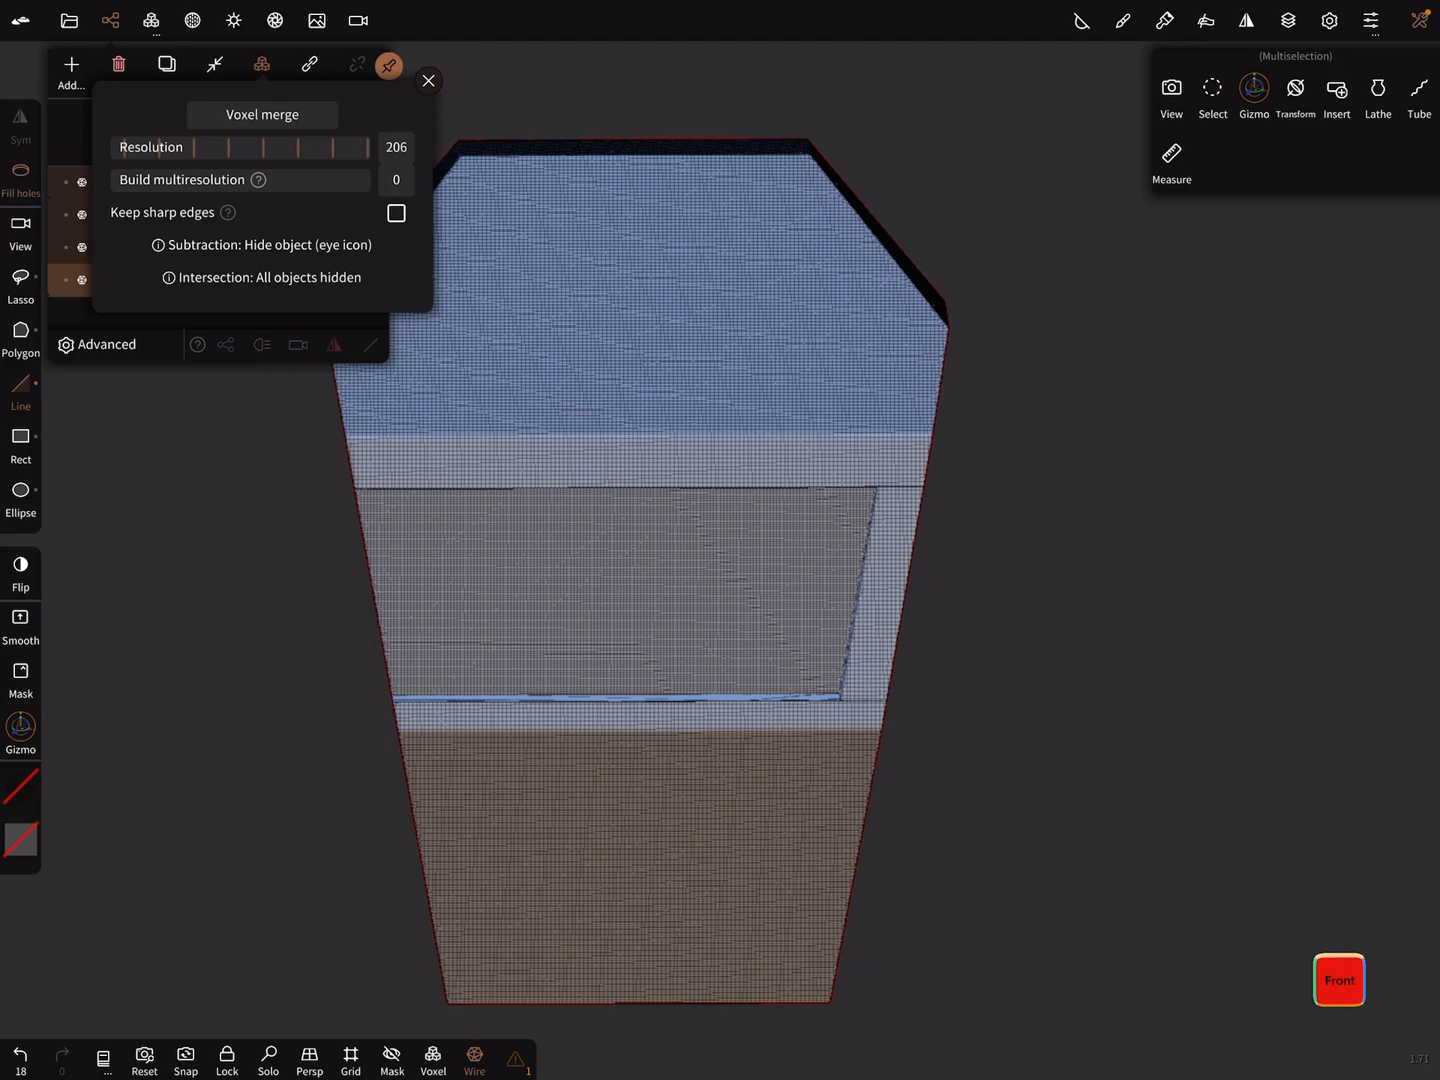 (Multiselection)
Add...
Voxel merge
View
Select
Gizmo
Transform
Insert
Lathe
Tube
Measure
Resolution
206
Build multiresolution ?
0
Keep sharp edges ?
Subtraction: Hide object (eye icon)
Intersection: All objects hidden
Advanced
?
Sym
Fill holes
View
Lasso
Polygon
Line
Rect
Ellipse
Flip
Smooth
Mask
Gizmo
Front
18
0
...
Reset
Snap
Lock
Solo
Persp
Grid
Mask
Voxel
Wire
1
1.71